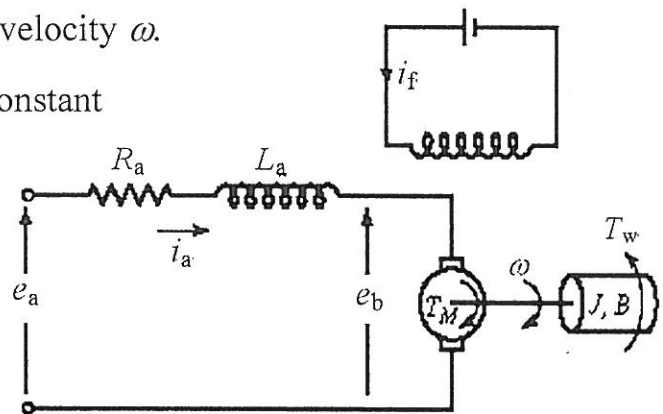 velocity ω.
onstant
i_f
R_a
L_a
i_a
e_a
e_b
T_M
ω
T_w
J, B